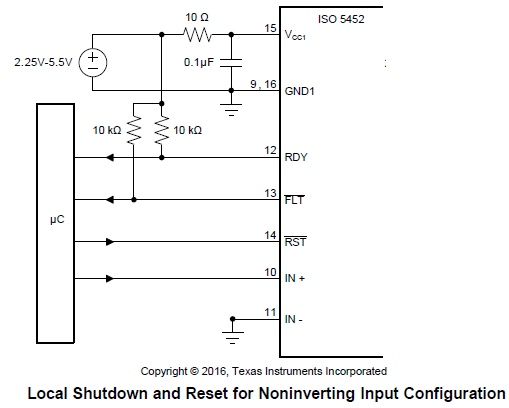 10 Ω
ISO 5452
15
V CC1
2.25V-5.5V
0.1µF
9, 16
GND1
10 kΩ
10 kΩ
12
RDY
13
FLT
µC
14
RST
10
IN +
11
IN -
Copyright © 2016, Texas Instruments Incorporated
Local Shutdown and Reset for Noninverting Input Configuration